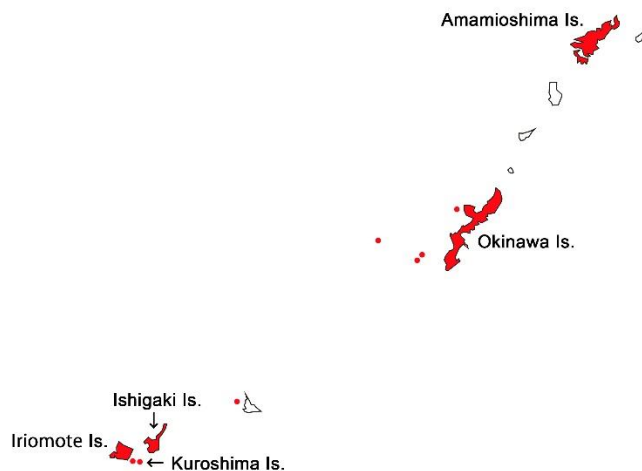 Amamioshima Is.
Okinawa Is.
Ishigaki Is.
Iriomote Is.
Kuroshima Is.